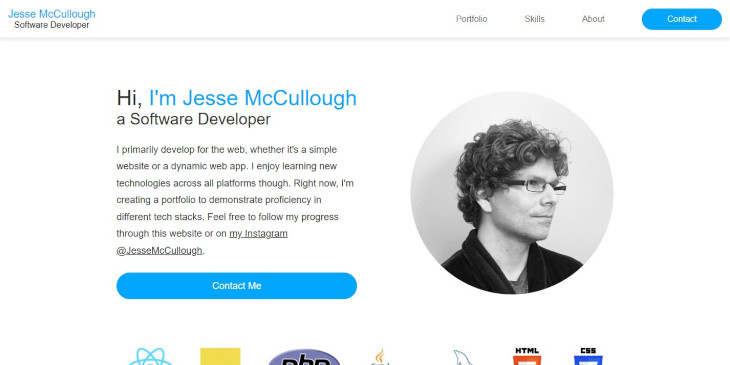 Jesse McCullough
Software Developer
Portfolio
Skills
About
Contact
Hi, I'm Jesse McCullough
a Software Developer
I primarily develop for the web, whether it's a simple
website or a dynamic web app. I enjoy learning new
technologies across all platforms though. Right now, I'm
creating a portfolio to demonstrate proficiency in
different tech stacks. Feel free to follow my progress
through this website or on my Instagram
@JesseMcCullough.
Contact Me
php
HTML
CSS